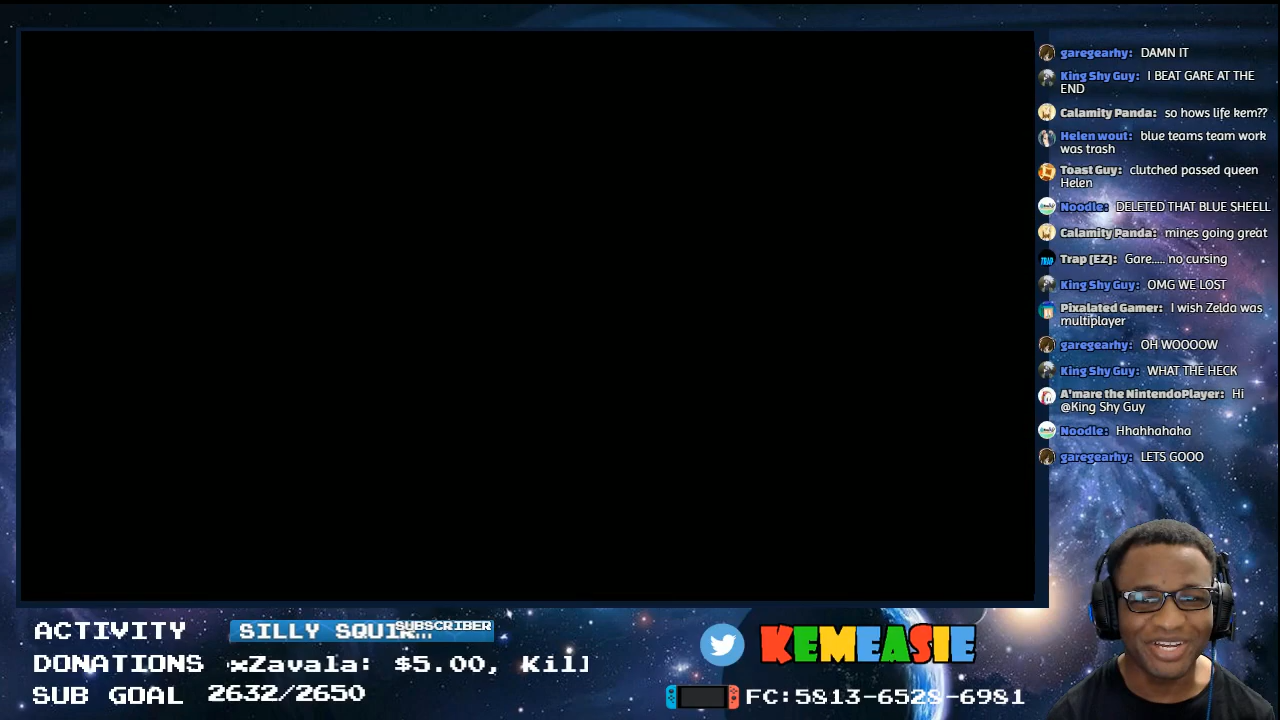 garegearhy: DAMN IT
King Shy Guy: I BEAT GARE AT THE
END
Calamity Panda: so hows life kem??
Helen wout: blue teams team work
was trash
Toast Guy: clutched passed queen
Helen
Noodle: DELETED THAT BLUE SHEELL
Calamity Panda: mines going great
Trap [EZ]: Gare..... no cursing
King Shy Guy: OMG WE LOST
Pixalated Gamer: I wish Zelda was
multiplayer
garegearhy: OH WOOOOW
King Shy Guy: WHAT THE HECK
A'mare the NintendoPlayer: Hi
@King Shy Guy
Noodle: Hhahhahaha
garegearhy: LETS GOOO
ACTIVITY SILLY SQUIR... SUBSCRIBER
DONATIONS xZavala: $5.00, Kil
SUB GOAL 2632/2650
KEMEASIE
FC:5813-6528-6981